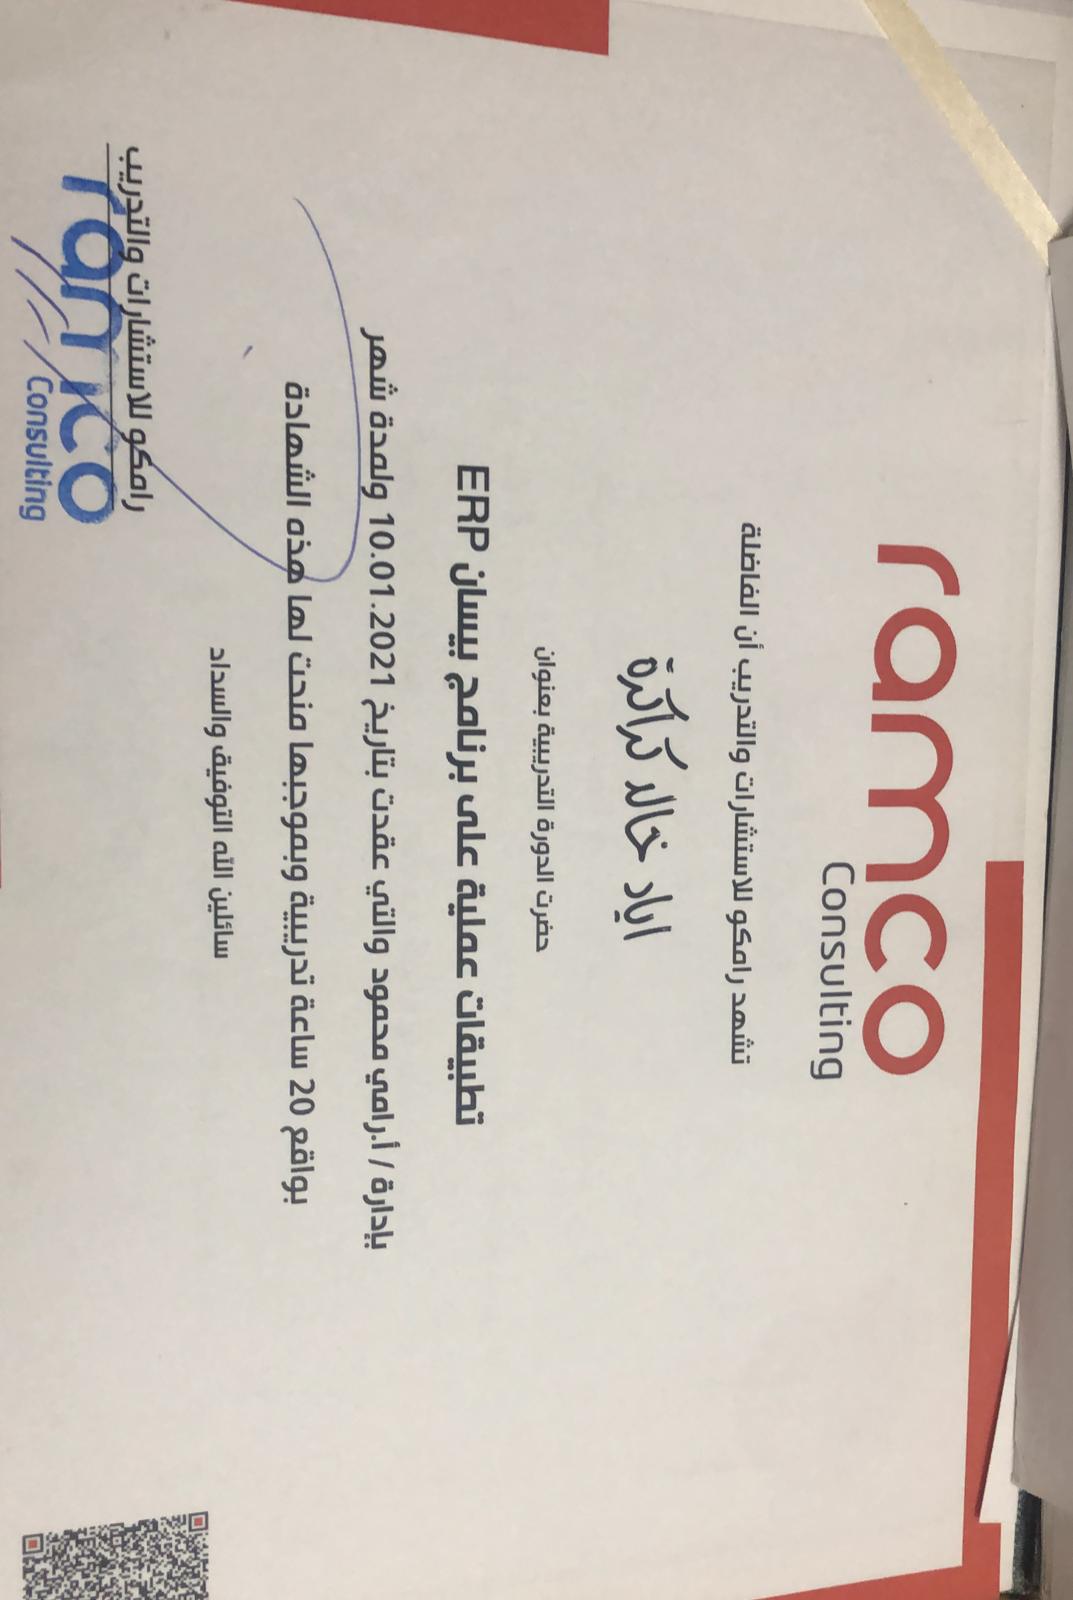 ramco
Consulting
تشهد رامكو للاستشارات والتدريب أن الفاضلة
اياد خالد كراكرة
حضرت الدورة التدريبية بعنوان
تطبيقات عملية على برنامج بيسان ERP
بإدارة / أ.رامي محمود والتي عقدت بتاريخ 10.01.2021 ولمدة شهر
بواقع 20 ساعة تدريبية وبموجبها منحت لها هذه الشهادة
سائلين الله التوفيق والسداد
رامكو للاستشارات والتدريب
ramco
Consulting